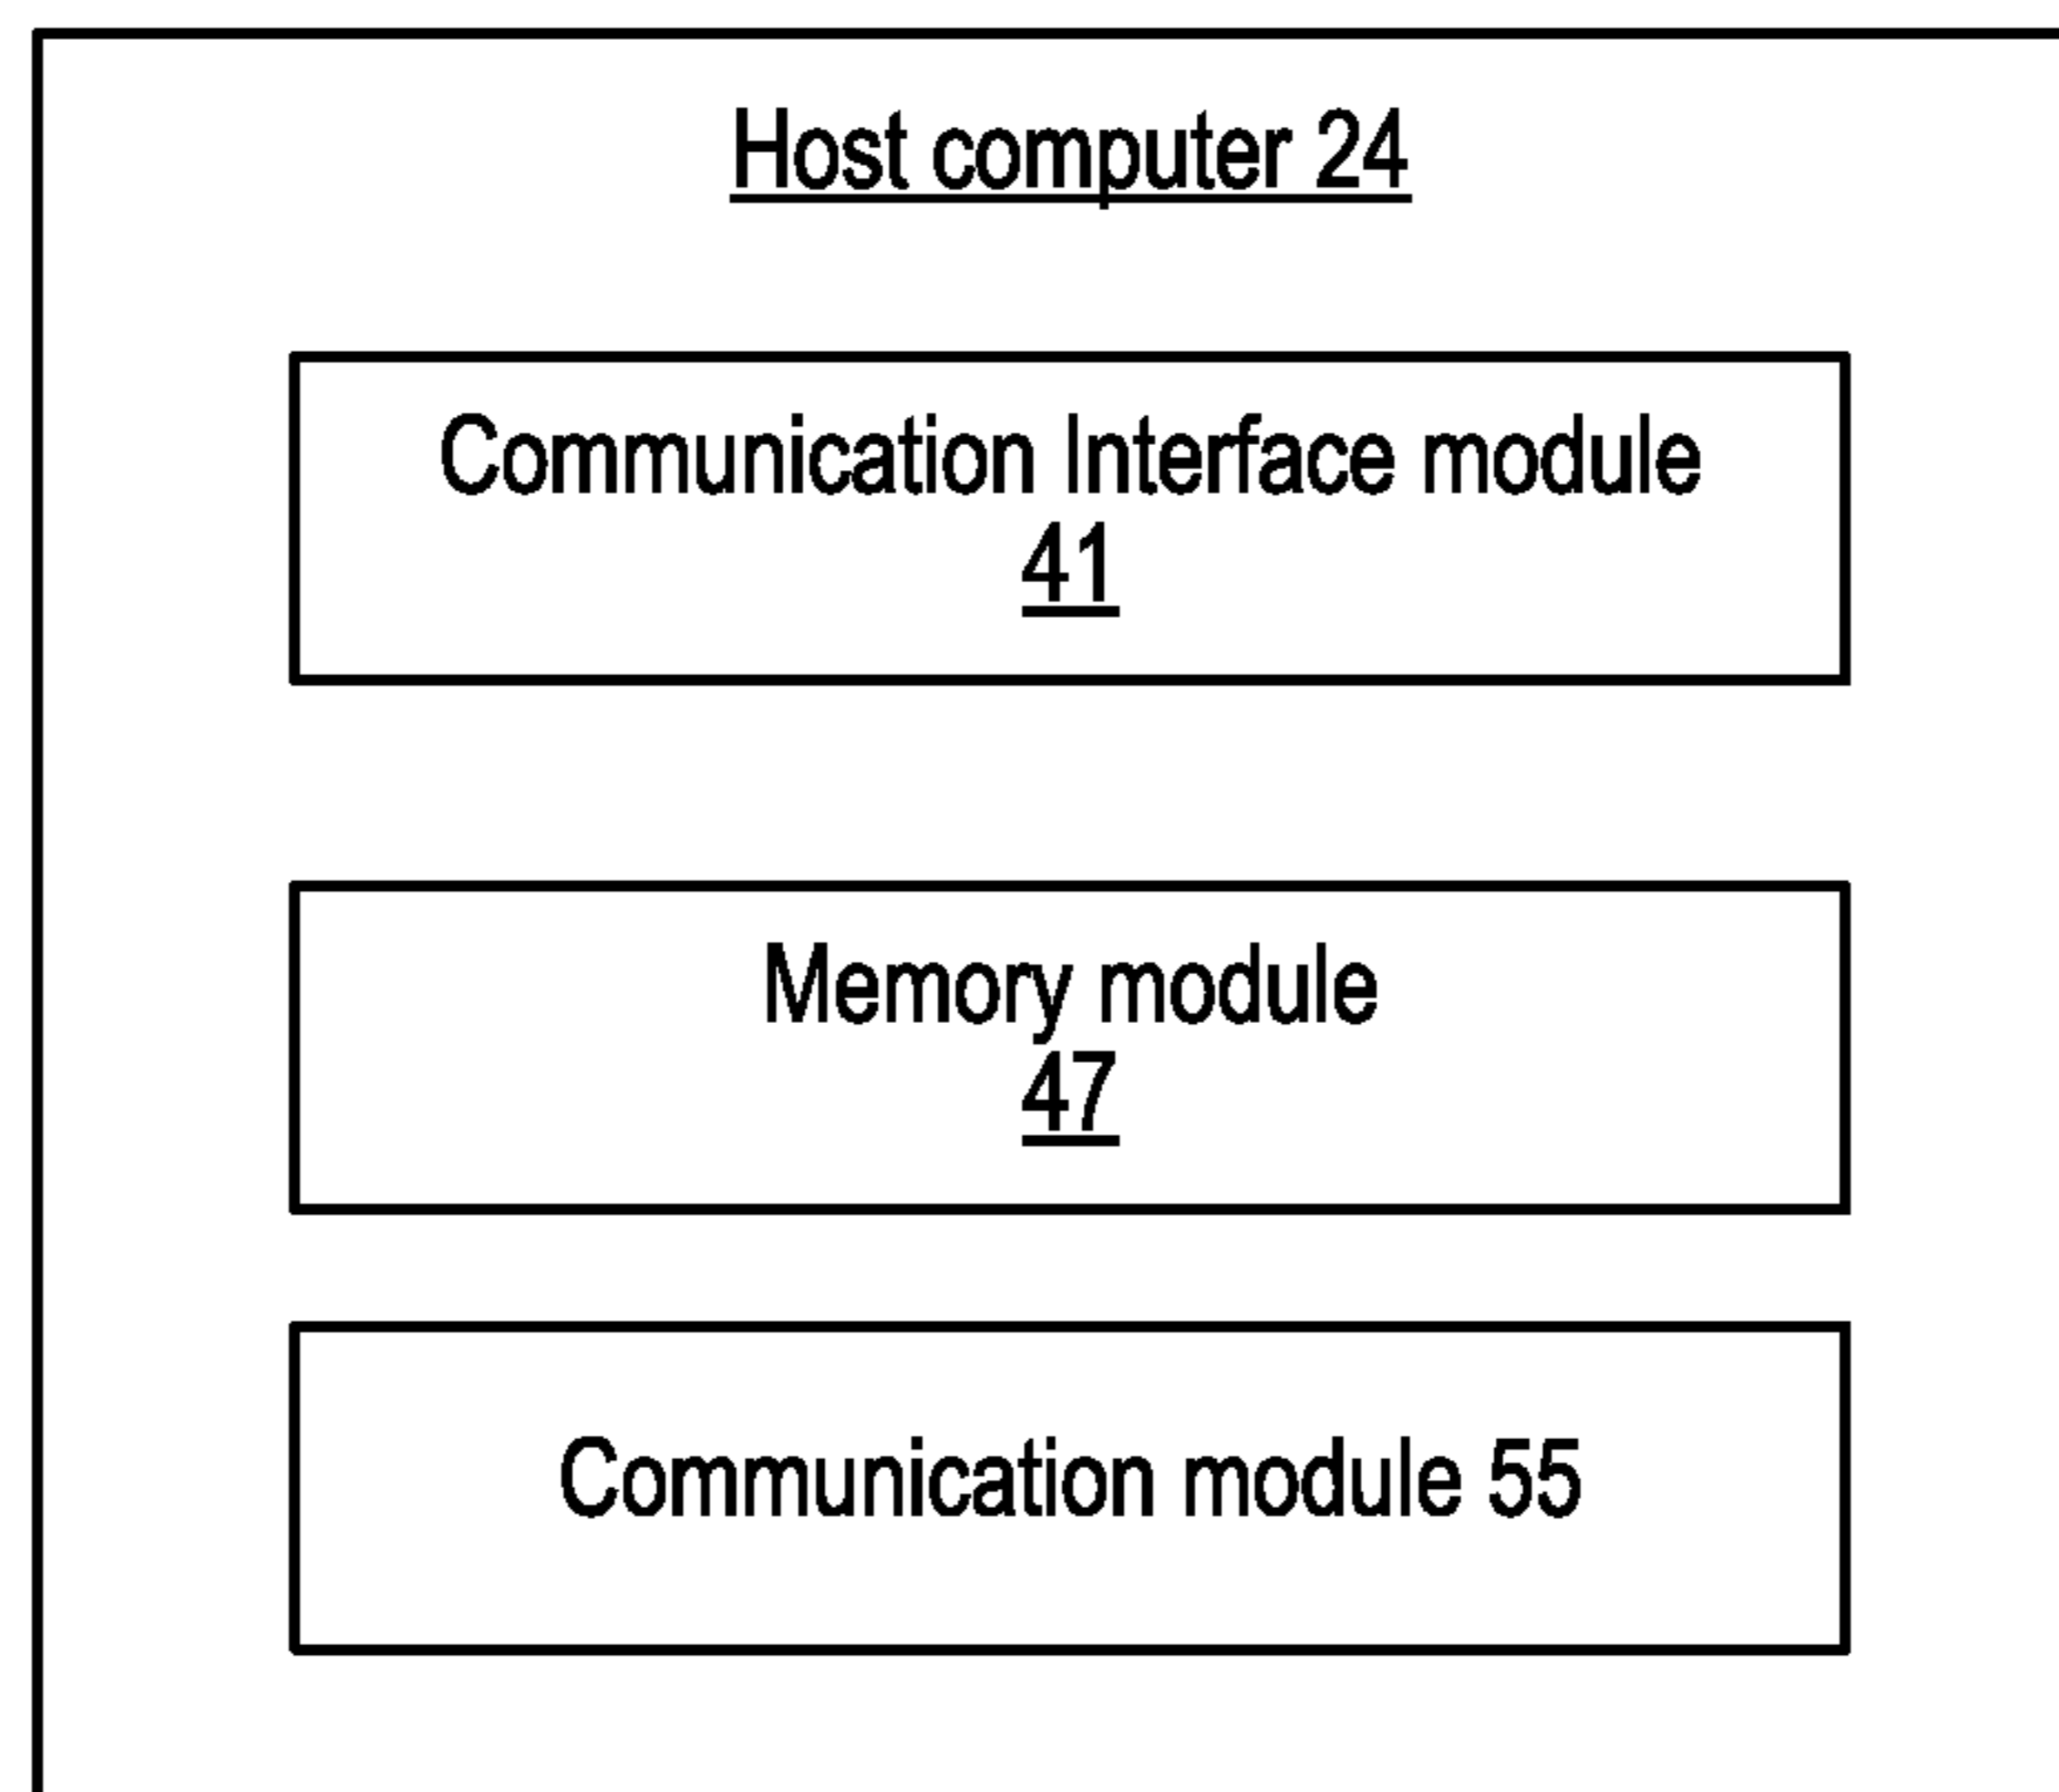 Host computer 24
Communication Interface module
41
Memory module
47
Communication module 55